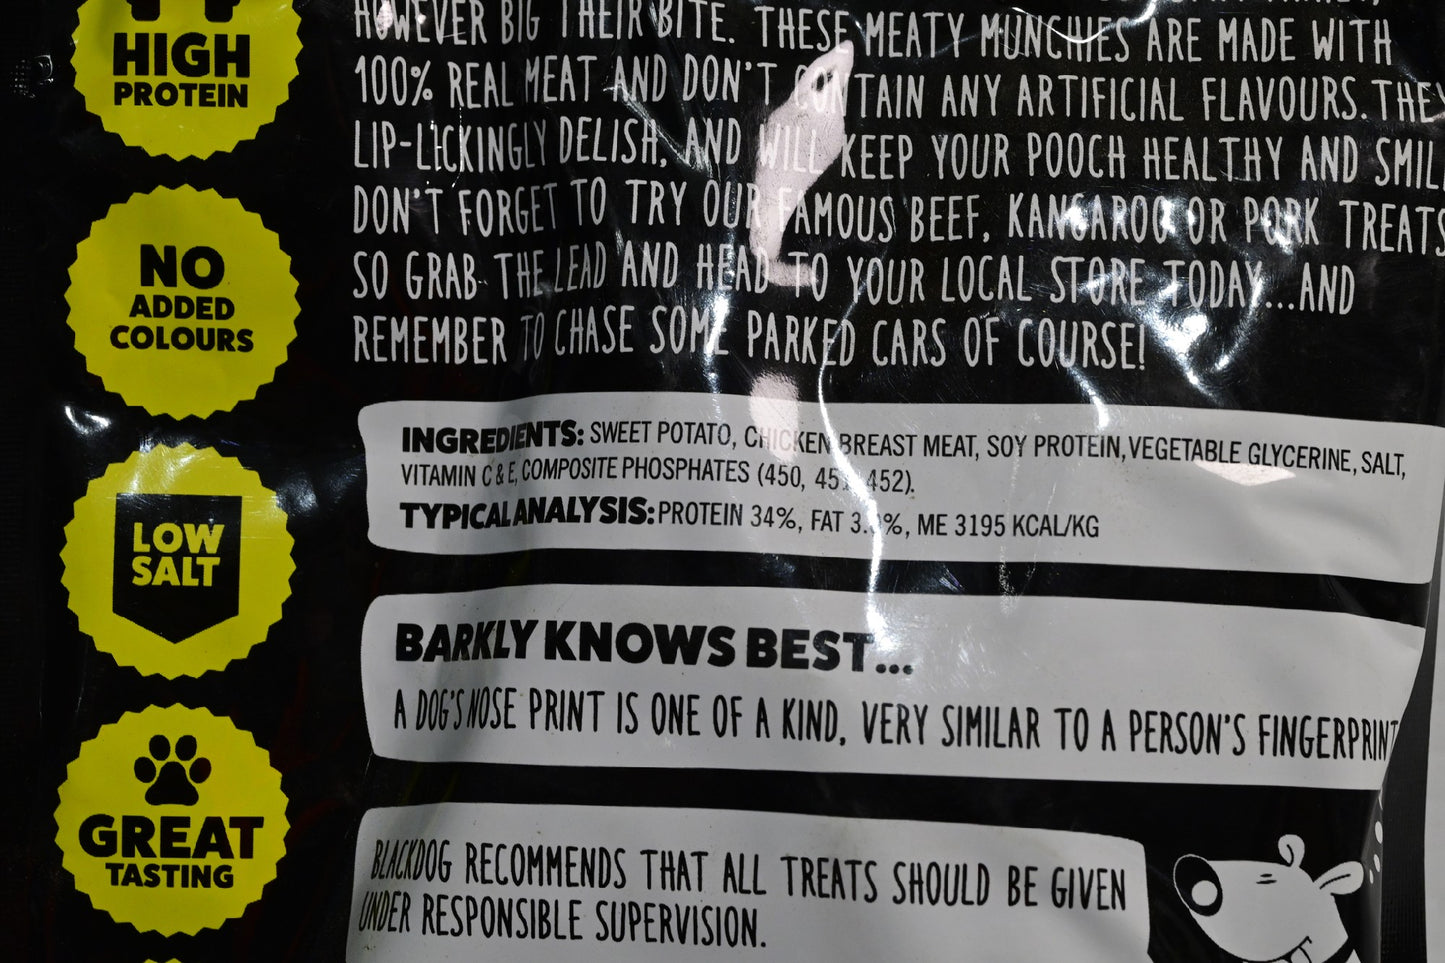 HIGH
PROTEIN
NO
ADDED
COLOURS
LOW
SALT
GREAT
TASTING
HOWEVER BIG THEIR BITE. THESE MEATY MUNCHIES ARE MADE WITH
100% REAL MEAT AND DON'T CONTAIN ANY ARTIFICIAL FLAVOURS. THEY
LIP-LICKINGLY DELISH, AND WILL KEEP YOUR POOCH HEALTHY AND
DON'T FORGET TO TRY OUR FAMOUS BEEF, KANGAROO OR PORK TREATS
SO GRAB THE LEAD AND HEAD TO YOUR LOCAL STORE TODAY...AND
REMEMBER TO CHASE SOME PARKED CARS OF COURSE!
INGREDIENTS: SWEET POTATO, CHICKEN BREAST MEAT, SOY PROTEIN, VEGETABLE GLYCERINE, SALT,
VITAMIN C & E, COMPOSITE PHOSPHATES (450, 452).
TYPICAL ANALYSIS: PROTEIN 34%, FAT ME 3195 KCAL/KG
BARKLY KNOWS BEST...
A DOG'S NOSE PRINT IS ONE OF A KIND, VERY SIMILAR TO A PERSON'S FINGERPRINT
BLACKDOG RECOMMENDS THAT ALL TREATS SHOULD BE GIVEN
UNDER RESPONSIBLE SUPERVISION.